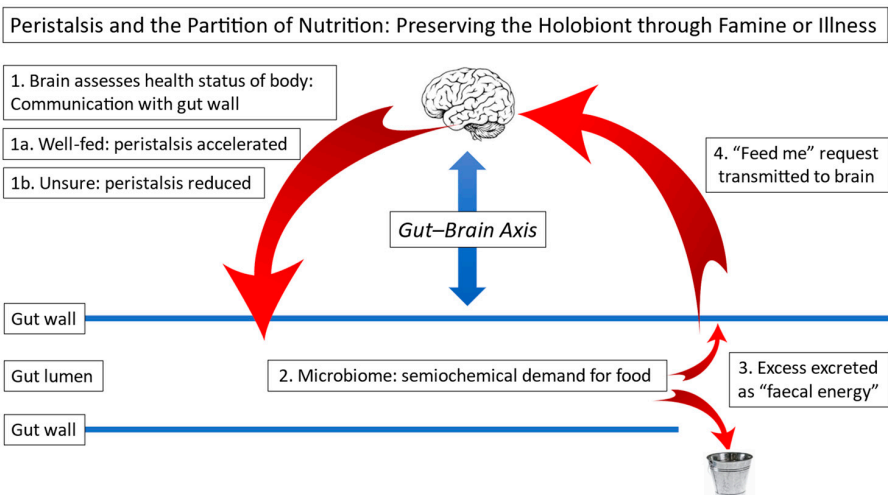 Peristalsis and the Partition of Nutrition: Preserving the Holobiont through Famine or Illness
1. Brain assesses health status of body:
Communication with gut wall
1a. Well-fed: peristalsis accelerated
1b. Unsure: peristalsis reduced
4. “Feed me” request
transmitted to brain
Gut–Brain Axis
Gut wall
Gut lumen
2. Microbiome: semiochemical demand for food
3. Excess excreted
as “faecal energy”
Gut wall